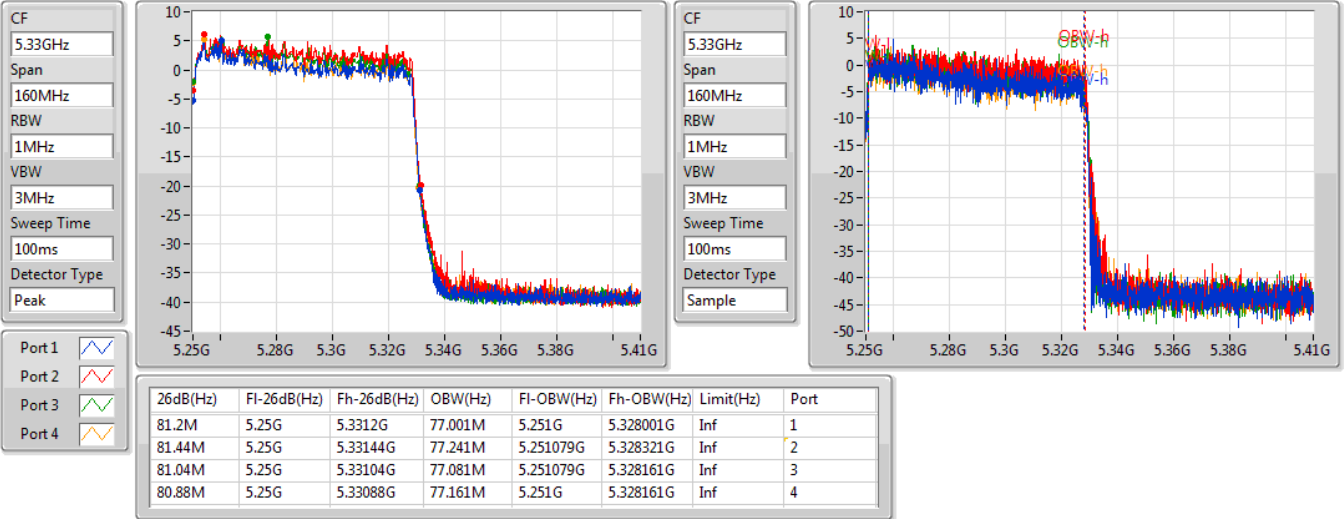 CF
5.33GHz
Span
160MHz
RBW
1MHz
VBW
3MHz
Sweep Time
100ms
Detector Type
Peak
10
5
0
-5
-10
-15
-20
-25
-30
-35
-40
-45
5.25G 5.28G 5.3G 5.32G 5.34G 5.36G 5.38G 5.41G
CF
5.33GHz
Span
160MHz
RBW
1MHz
VBW
3MHz
Sweep Time
100ms
Detector Type
Sample
10
5
0
-5
-10
-15
-20
-25
-30
-35
-40
-45
-50
OBW-h
OBW-h
5.25G 5.28G 5.3G 5.32G 5.34G 5.36G 5.38G 5.41G
Port 1
Port 2
Port 3
Port 4
26dB(Hz) Fl-26dB(Hz) Fh-26dB(Hz) OBW(Hz) Fl-OBW(Hz) Fh-OBW(Hz) Limit(Hz) Port
81.2M 5.25G 5.3312G 77.001M 5.251G 5.328001G Inf 1
81.44M 5.25G 5.33144G 77.241M 5.251079G 5.328321G Inf 2
81.04M 5.25G 5.33104G 77.081M 5.251079G 5.328161G Inf 3
80.88M 5.25G 5.33088G 77.161M 5.251G 5.328161G Inf 4